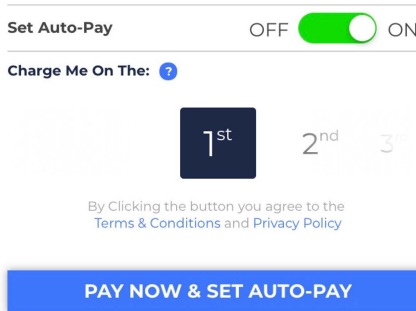 Set Auto-Pay OFF ON
Charge Me On The: ?
1st 2nd 3rd
By Clicking the button you agree to the
Terms & Conditions and Privacy Policy
PAY NOW & SET AUTO-PAY